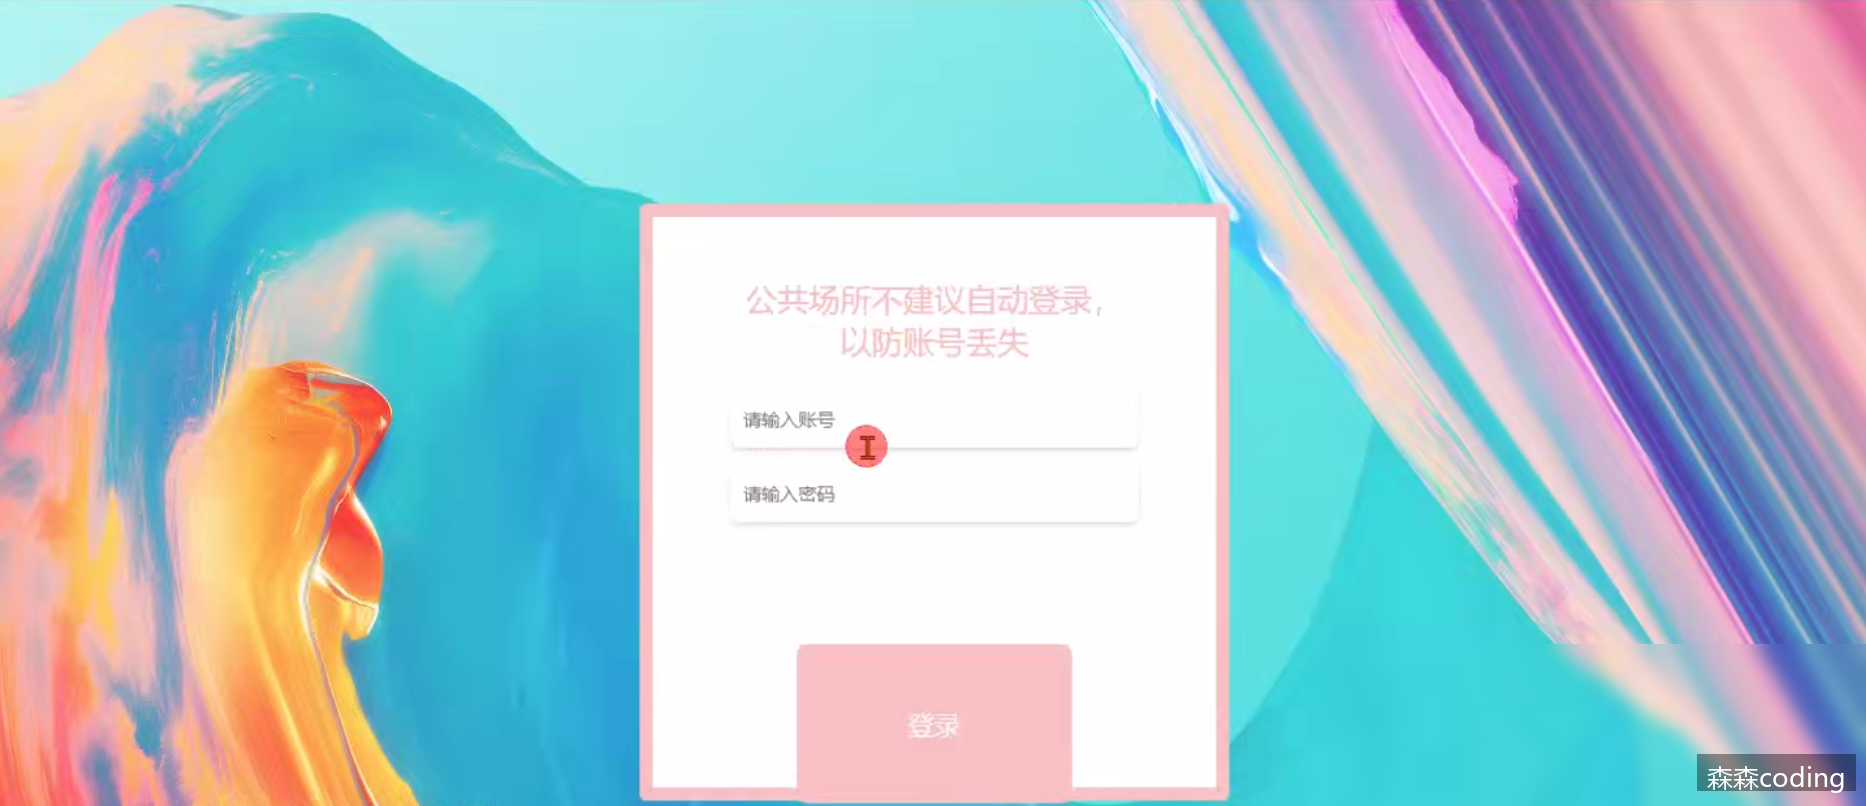 公共场所不建议自动登录，
以防账号丢失
请输入账号
请输入密码
登录
森森coding